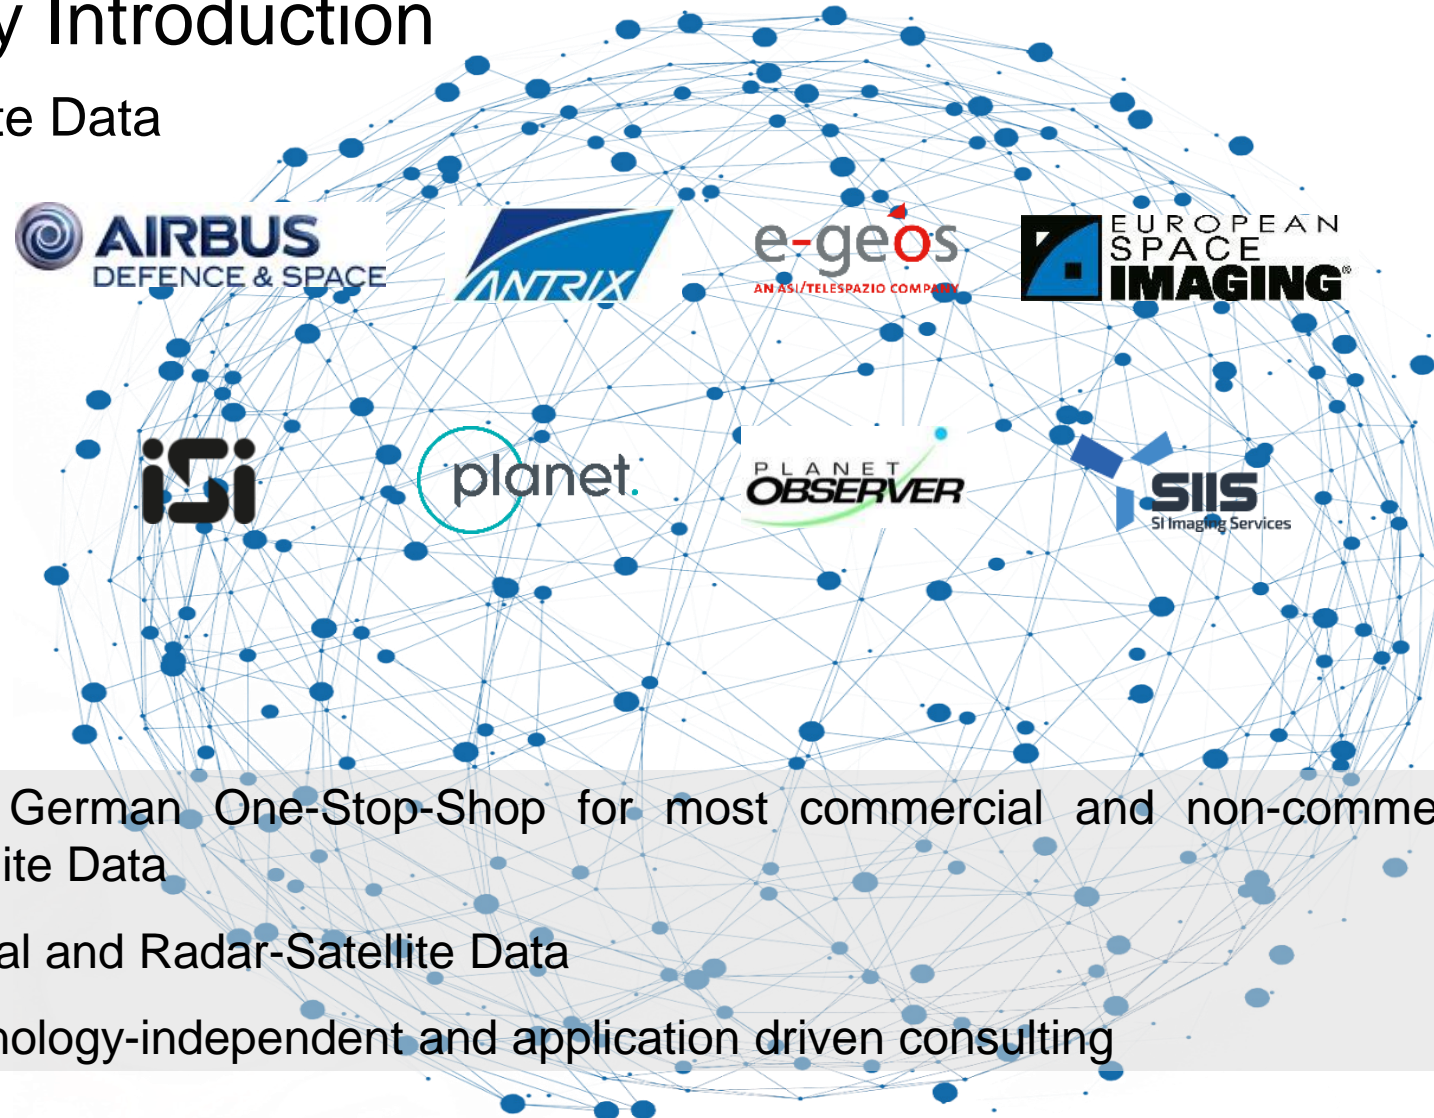 y Introduction
te Data
AIRBUS
DEFENCE & SPACE
ANTRIX
e-geos
AN ASI/TELESPAZIO COMPANY
EUROPEAN
SPACE
IMAGING®
iSi
planet.
PLANET
OBSERVER
SIIS
SI Imaging Services
German One-Stop-Shop for most commercial and non-comme
ite Data
al and Radar-Satellite Data
nology-independent and application driven consulting